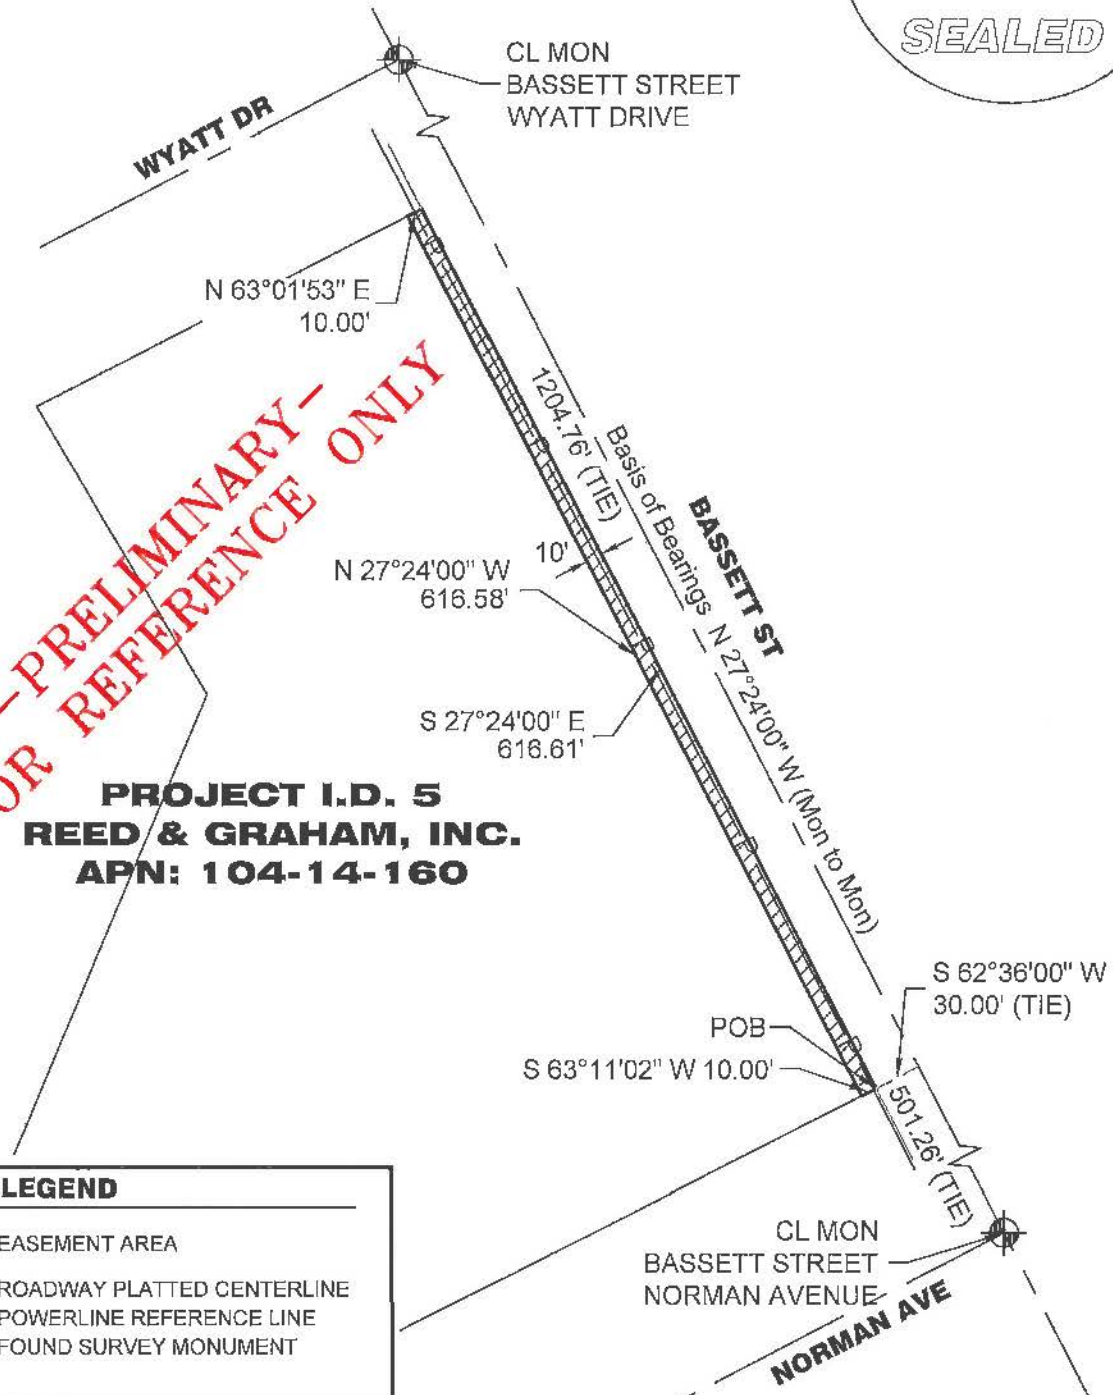 SEALED
CL MON
BASSETT STREET
WYATT DRIVE
WYATT DR
N 63°01'53" E
10.00'
1204.76' (TIE)
Basis of Bearings N 27°24'00" W (Mon to Mon)
BASSETT ST
10'
N 27°24'00" W
616.58'
S 27°24'00" E
616.61'
-PRELIMINARY-
OR REFERENCE ONLY
PROJECT I.D. 5
REED & GRAHAM, INC.
APN: 104-14-160
S 62°36'00" W
30.00' (TIE)
POB
S 63°11'02" W 10.00'
501.26' (TIE)
CL MON
BASSETT STREET
NORMAN AVENUE
NORMAN AVE
LEGEND
EASEMENT AREA
ROADWAY PLATTED CENTERLINE
POWERLINE REFERENCE LINE
FOUND SURVEY MONUMENT